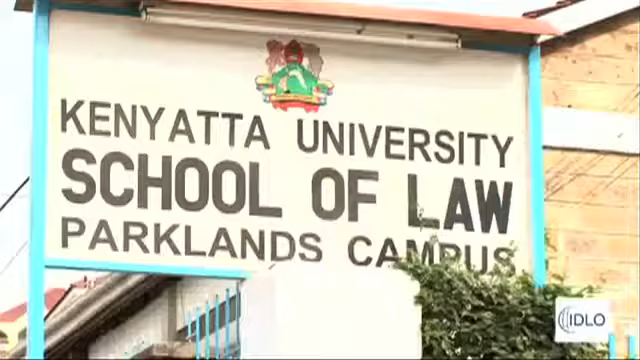 KENYATTA UNIVERSITY
SCHOOL OF LAW
PARKLANDS CAMPUS
IDLO